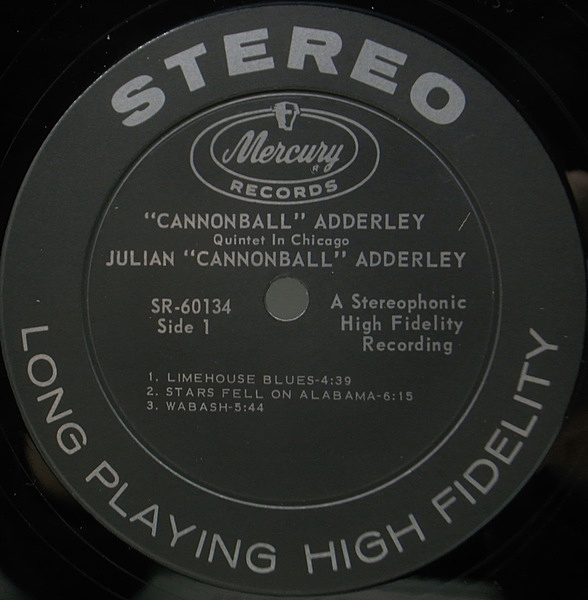 STEREO
Mercury
R
RECORDS
"CANNONBALL" ADDERLEY
Quintet In Chicago
JULIAN "CANNONBALL" ADDERLEY
SR-60134
Side 1
A Stereophonic
High Fidelity
Recording
1. LIMEHOUSE BLUES-4:39
2. STARS FELL ON ALABAMA-6:15
3. WABASH-5:44
LONG PLAYING HIGH FIDELITY